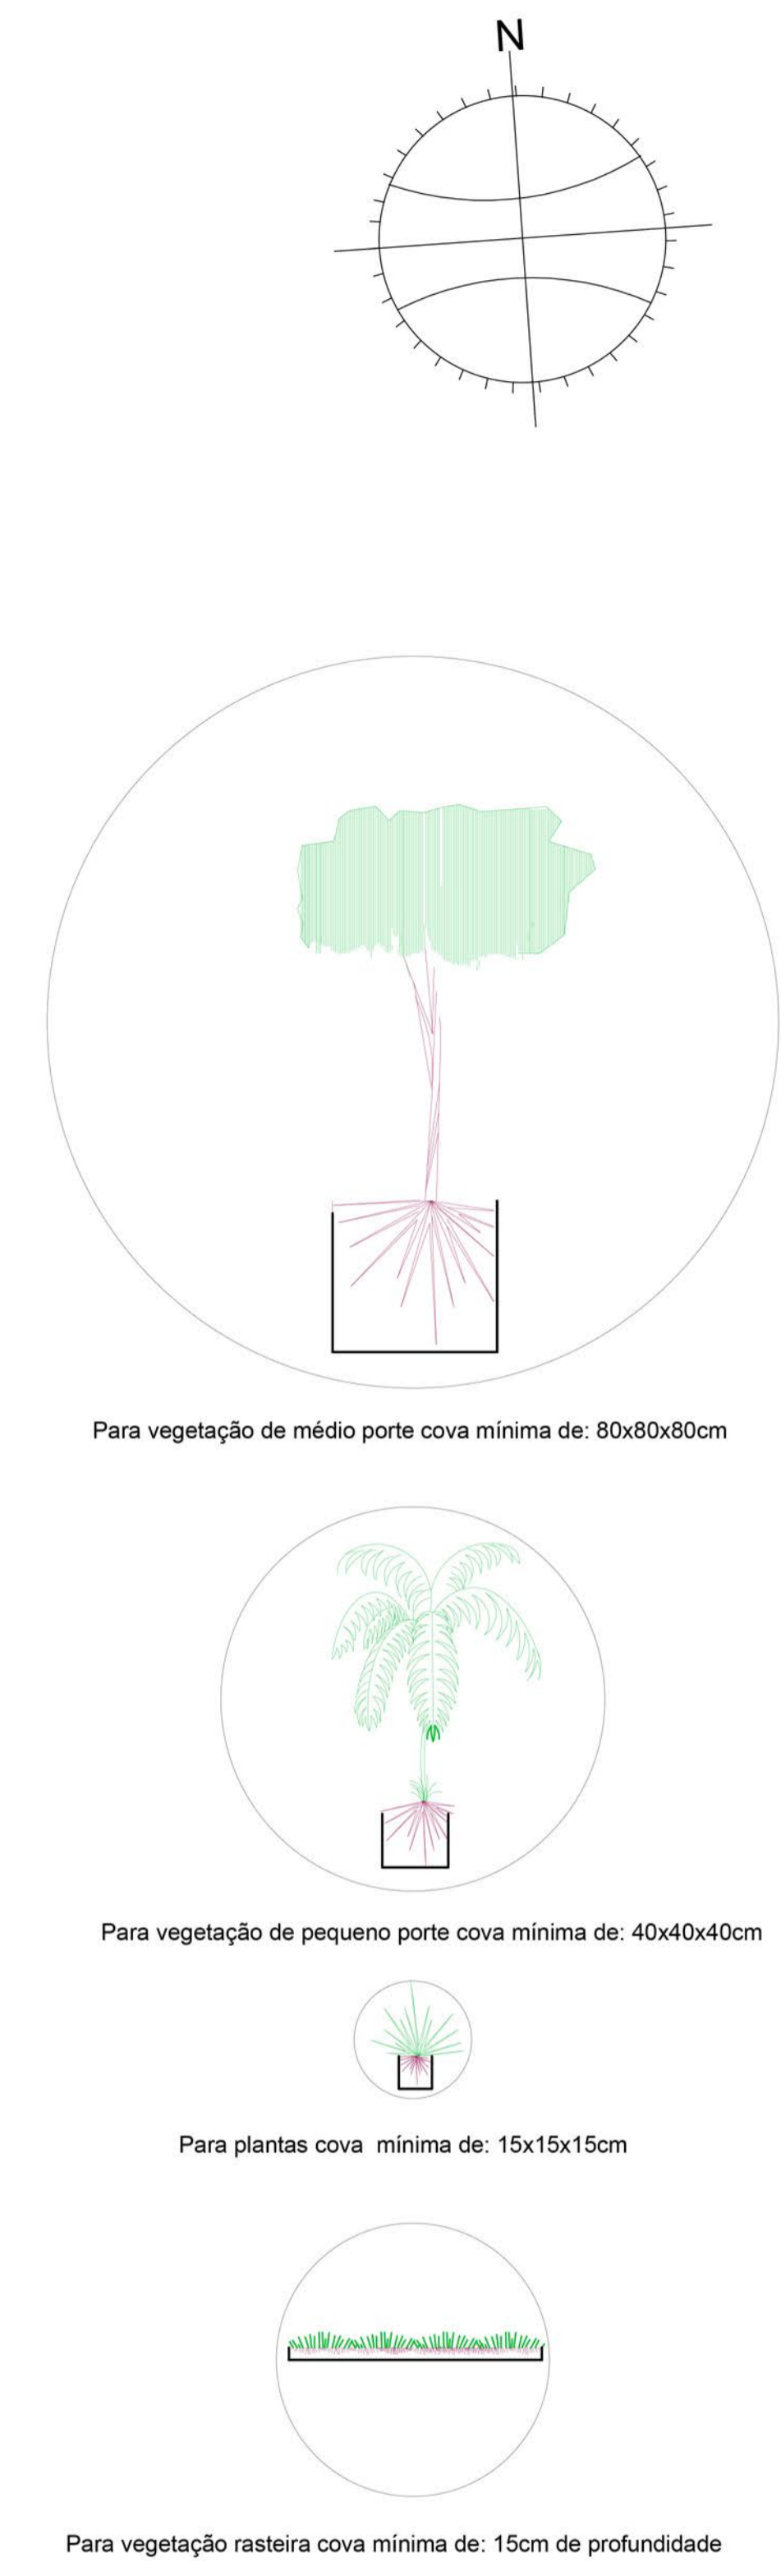 N
Para vegetação de médio porte cova mínima de: 80x80x80cm
Para vegetação de pequeno porte cova mínima de: 40x40x40cm
Para plantas cova  mínima de: 15x15x15cm
Para vegetação rasteira cova mínima de: 15cm de profundidade